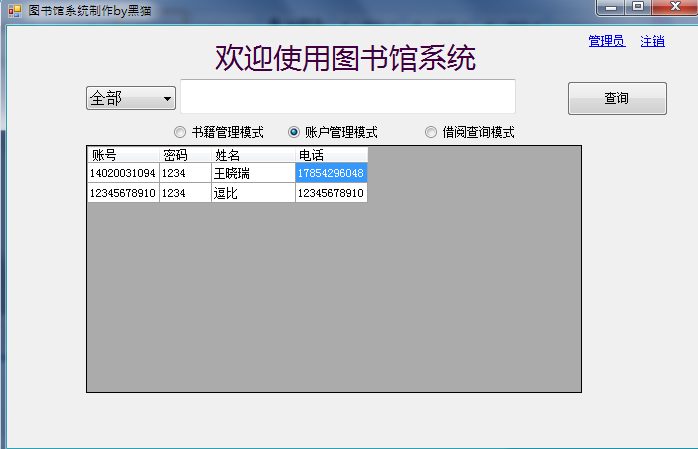 图书馆系统制作by黑猫
管理员 注销
欢迎使用图书馆系统
全部 查询
书籍管理模式 账户管理模式 借阅查询模式
账号 密码 姓名 电话
14020031094 1234 王晓瑞 17854296048
12345678910 1234 逗比 12345678910